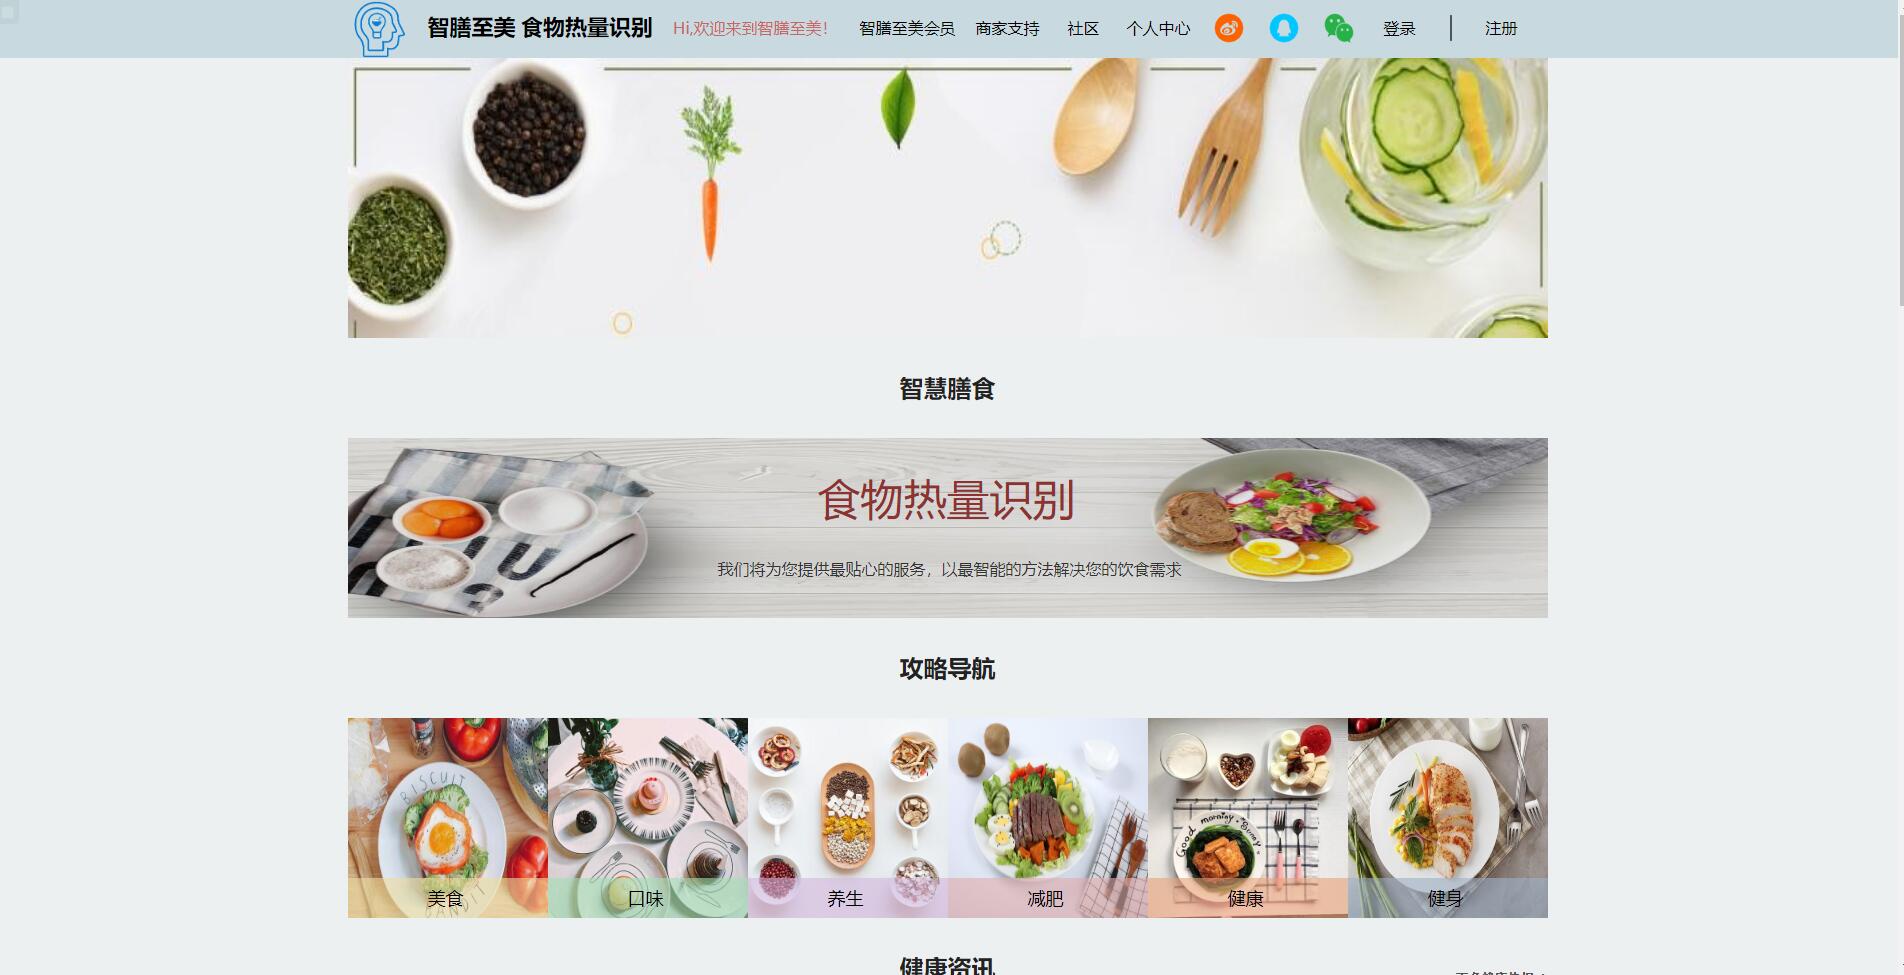 智膳至美 食物热量识别 Hi,欢迎来到智膳至美! 智膳至美会员 商家支持 社区 个人中心 登录 注册
智慧膳食
食物热量识别
我们将为您提供最贴心的服务，以最智能的方法解决您的饮食需求
攻略导航
BISCUIT
BANDIT
Good morning
美食 口味 养生 减肥 健康 健身
健康资讯